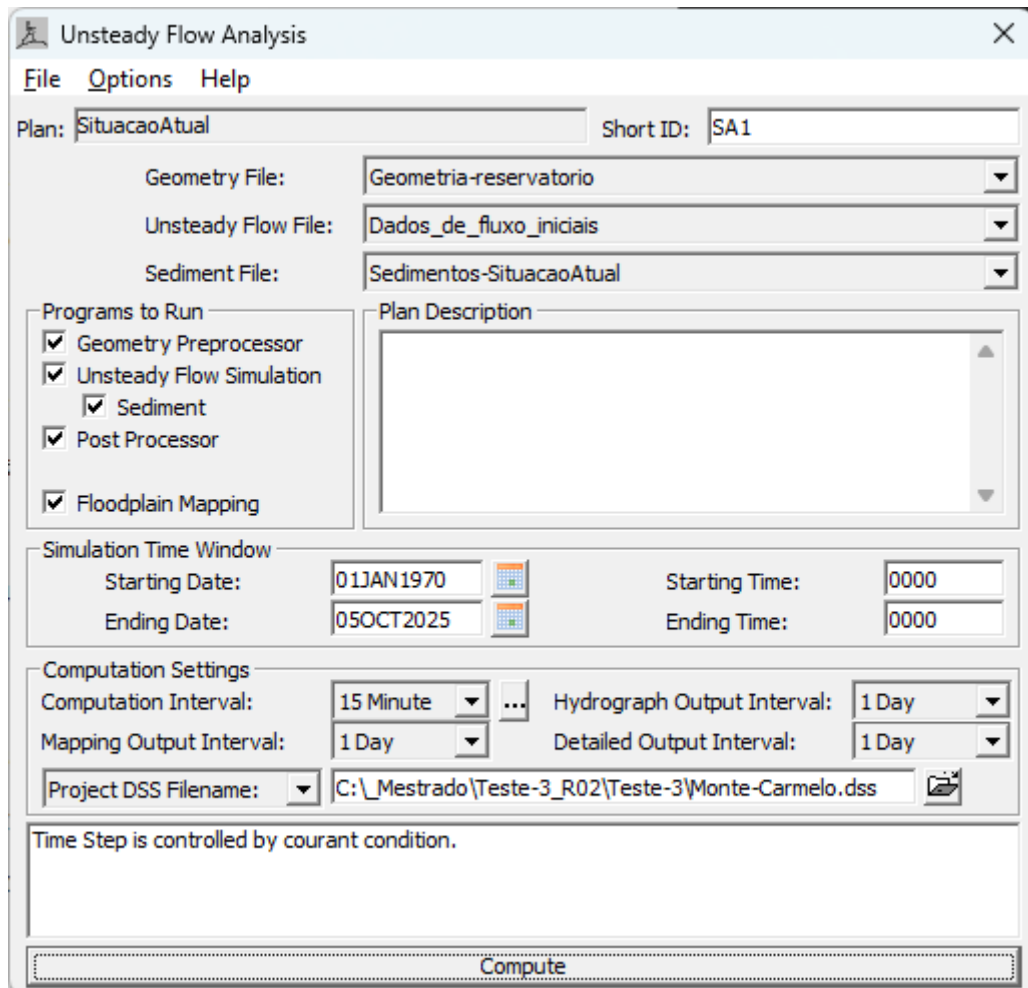 Unsteady Flow Analysis
File Options Help
Plan: SituacaoAtual Short ID: SA1
Geometry File: Geometria-reservatorio
Unsteady Flow File: Dados_de_fluxo_iniciais
Sediment File: Sedimentos-SituacaoAtual
Programs to Run
Geometry Preprocessor
Unsteady Flow Simulation
Sediment
Post Processor
Floodplain Mapping
Plan Description
Simulation Time Window
Starting Date: 01JAN1970 Starting Time: 0000
Ending Date: 05OCT2025 Ending Time: 0000
Computation Settings
Computation Interval: 15 Minute ... Hydrograph Output Interval: 1 Day
Mapping Output Interval: 1 Day Detailed Output Interval: 1 Day
Project DSS Filename: C:\_Mestrado\Teste-3_R02\Teste-3\Monte-Carmelo.dss
Time Step is controlled by courant condition.
Compute